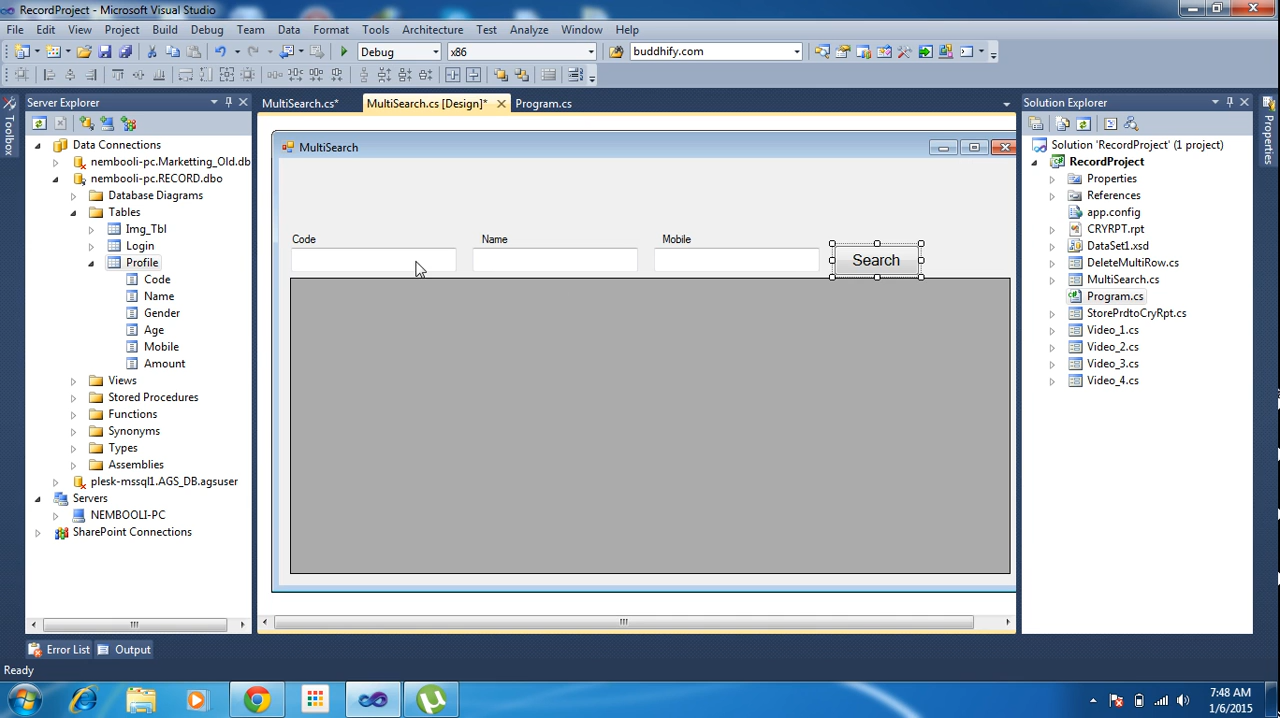 RecordProject - Microsoft Visual Studio
File Edit View Project Build Debug Team Data Format Tools Architecture Test Analyze Window Help
Debug x86 buddhify.com
Server Explorer
MultiSearch.cs* MultiSearch.cs [Design]* Program.cs
Solution Explorer
Toolbox
Properties
Data Connections
nembooli-pc.Marketting_Old.db
nembooli-pc.RECORD.dbo
Database Diagrams
Tables
Img_Tbl
Login
Profile
Code
Name
Gender
Age
Mobile
Amount
Views
Stored Procedures
Functions
Synonyms
Types
Assemblies
plesk-mssql1.AGS_DB.agsuser
Servers
NEMBOOLI-PC
SharePoint Connections
MultiSearch
Code Name Mobile
Search
Solution 'RecordProject' (1 project)
RecordProject
Properties
References
app.config
CRYRPT.rpt
DataSet1.xsd
DeleteMultiRow.cs
MultiSearch.cs
Program.cs
StorePrdtoCryRpt.cs
Video_1.cs
Video_2.cs
Video_3.cs
Video_4.cs
Error List Output
Ready
7:48 AM
1/6/2015